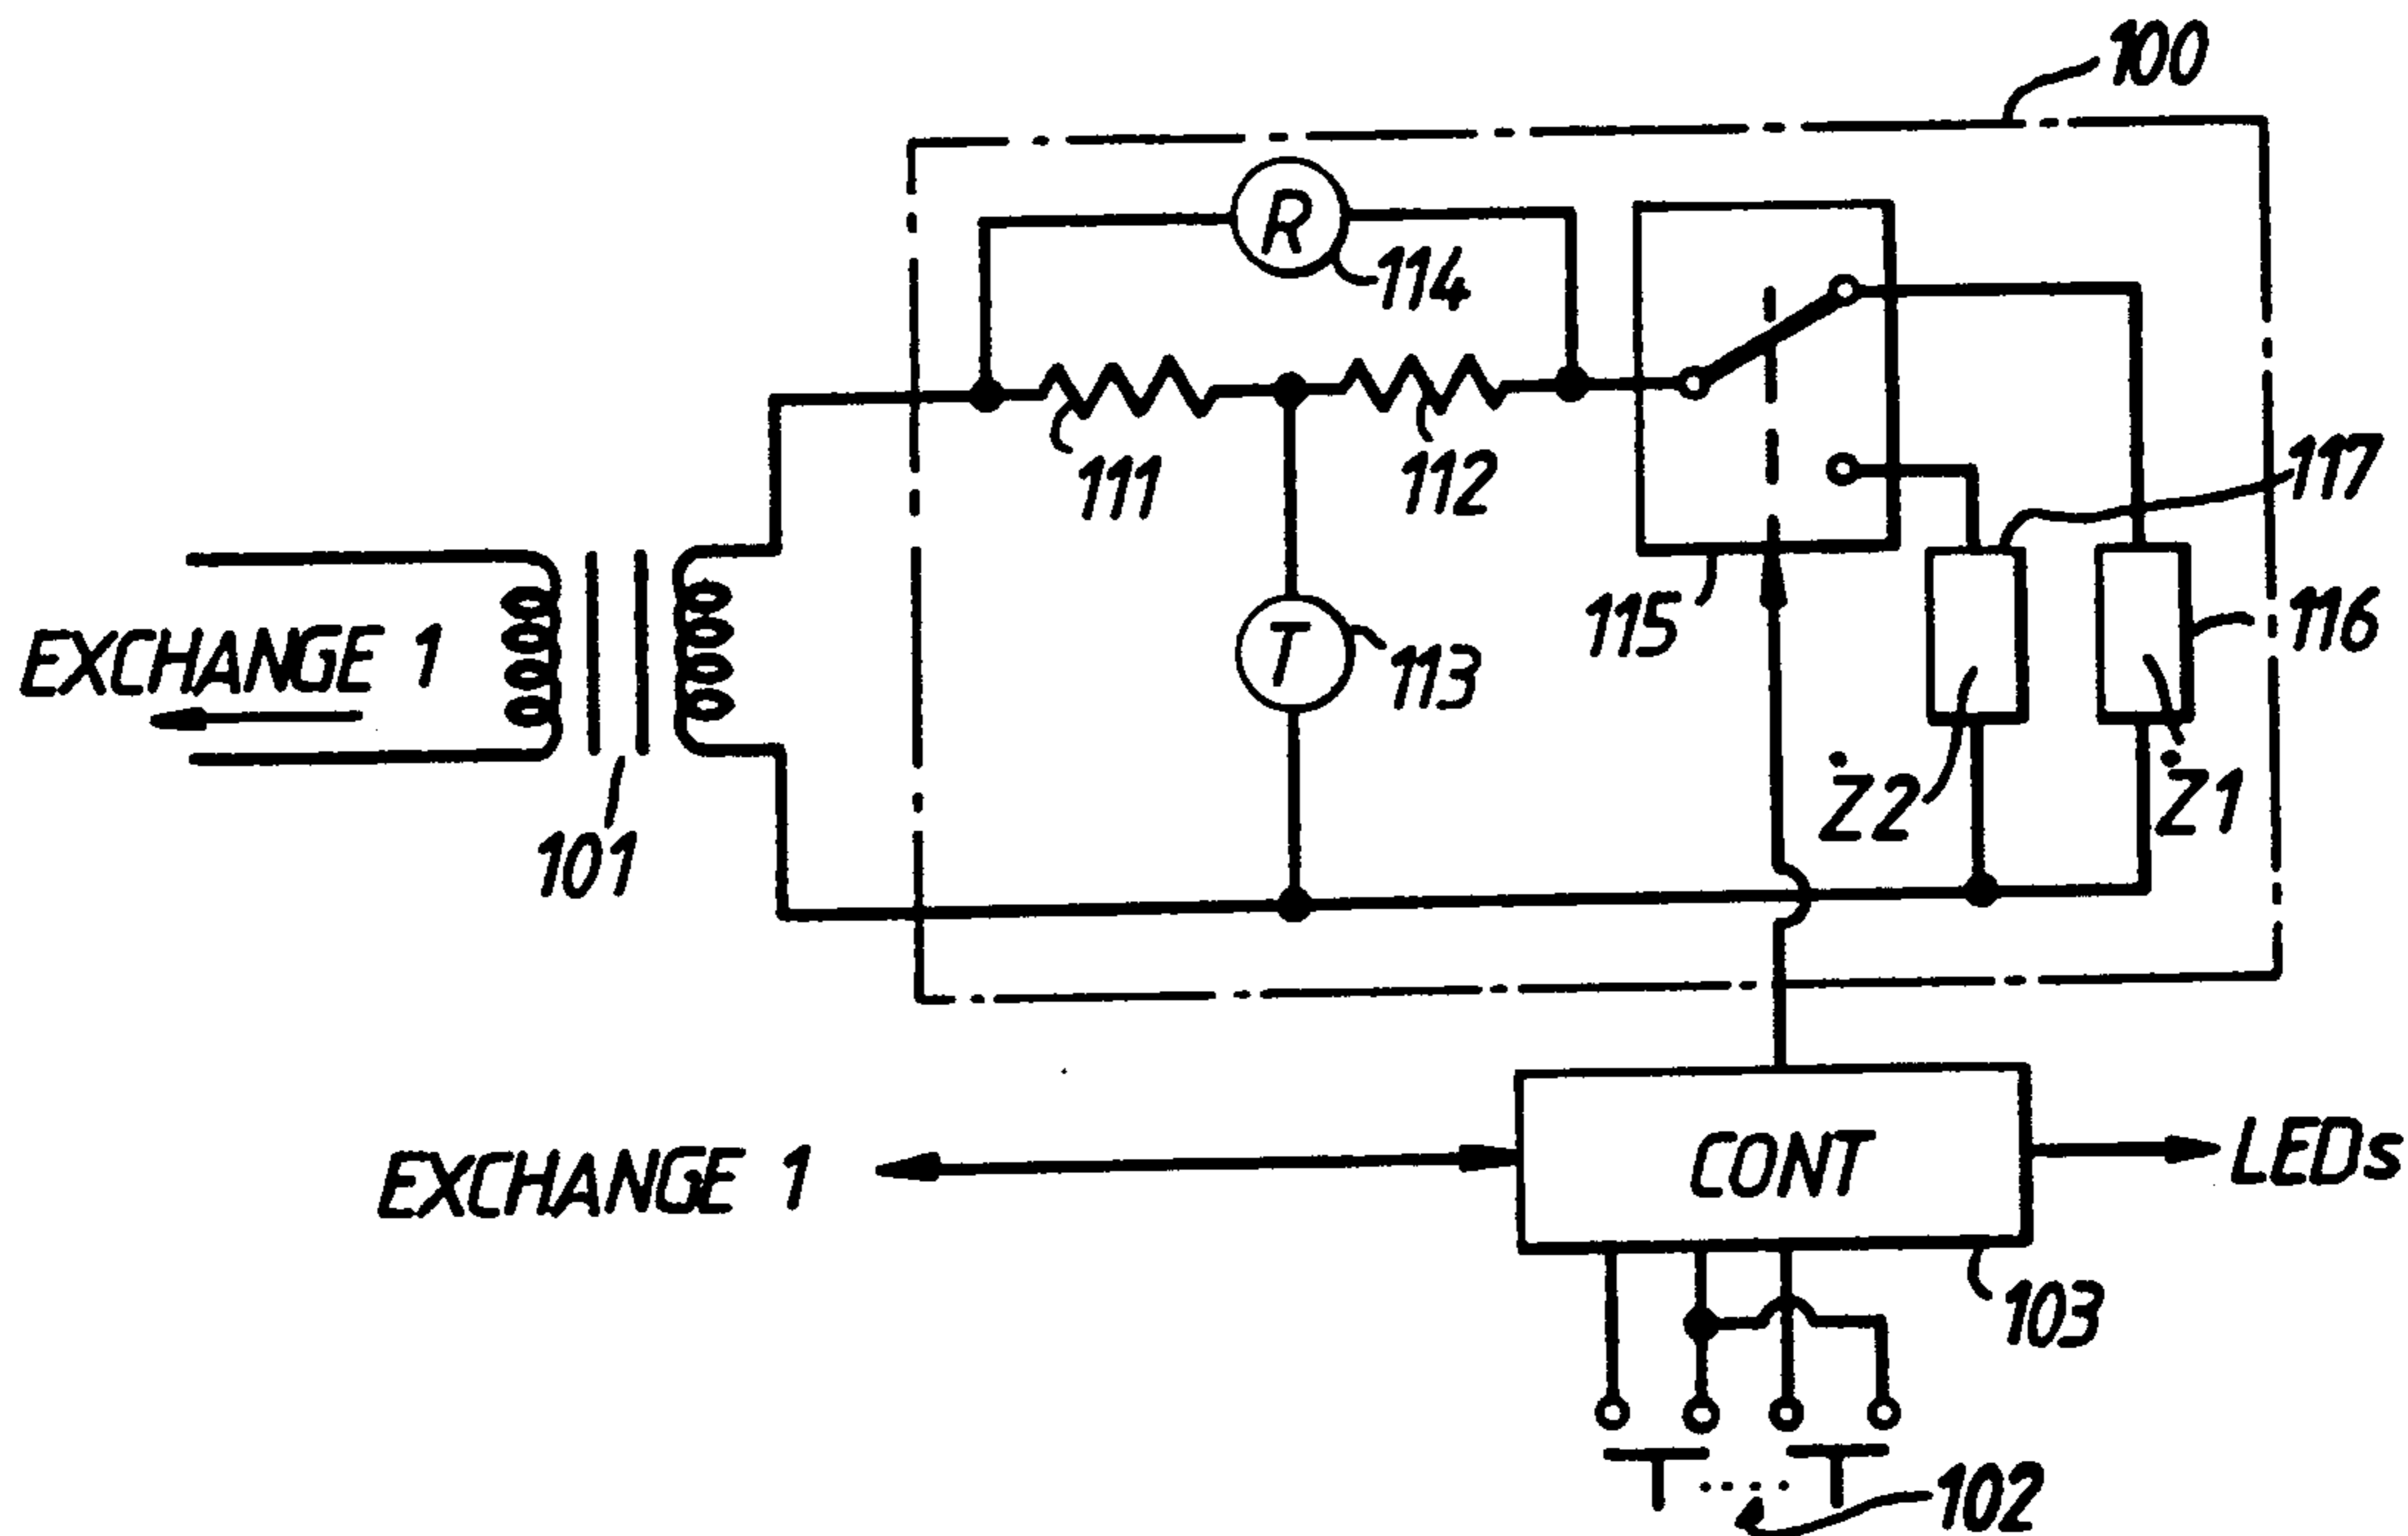 100
R
114
111
112
117
115
116
EXCHANGE 1
T
113
Ż2
Ż1
101
EXCHANGE 1
CONT
LEDs
103
102